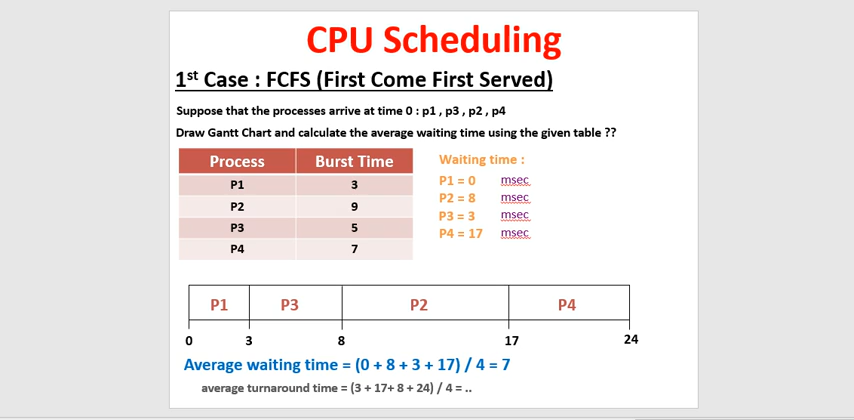 CPU Scheduling
1st Case : FCFS (First Come First Served)
Suppose that the processes arrive at time 0 : p1 , p3 , p2 , p4
Draw Gantt Chart and calculate the average waiting time using the given table ??
Process Burst Time
P1 3
P2 9
P3 5
P4 7
Waiting time :
P1 = 0 msec
P2 = 8 msec
P3 = 3 msec
P4 = 17 msec
P1 P3 P2 P4
0 3 8 17 24
Average waiting time = (0 + 8 + 3 + 17) / 4 = 7
average turnaround time = (3 + 17+ 8 + 24) / 4 = ..